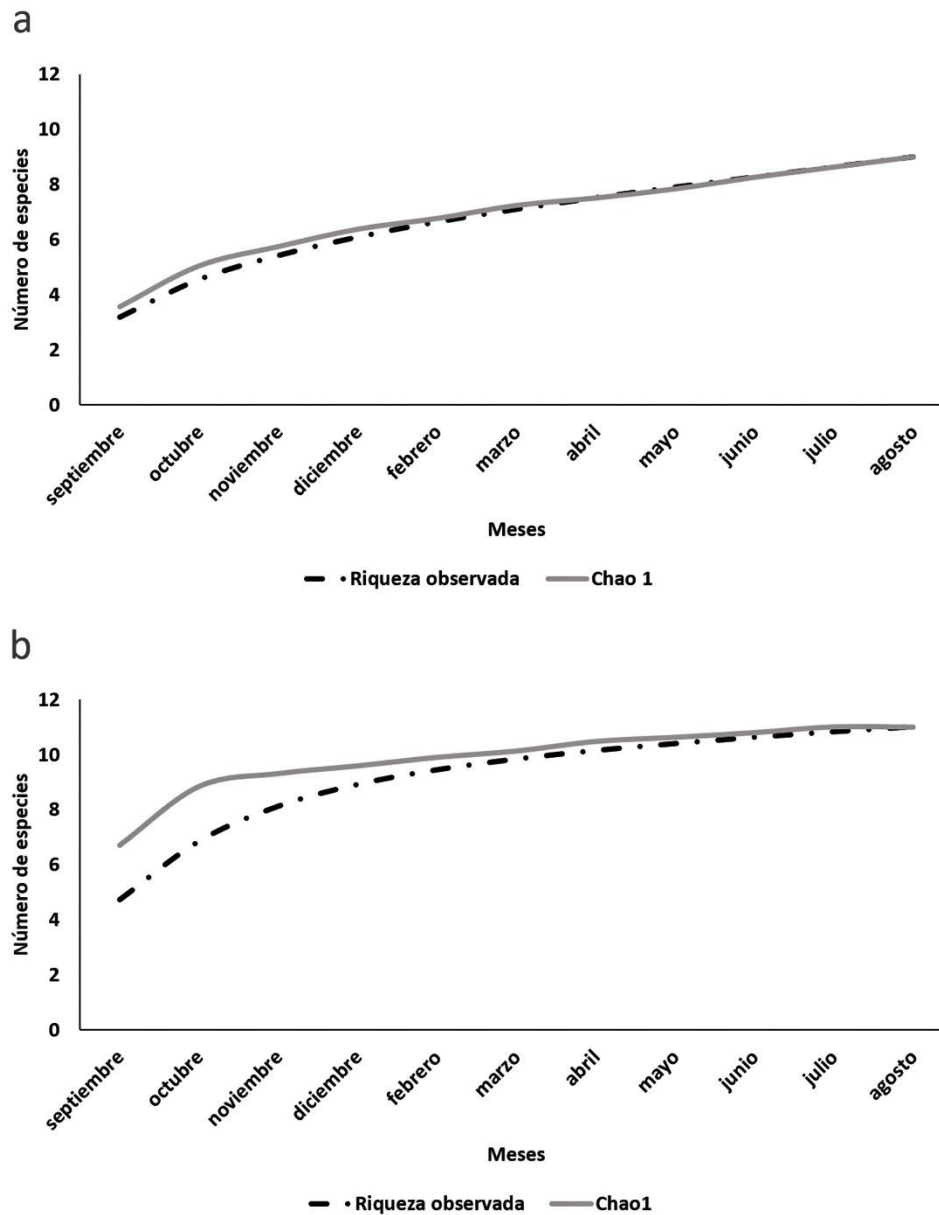 a
12
10
8
6
4
2
0
Número de especies
septiembre
octubre
noviembre
diciembre
febrero
marzo
abril
mayo
junio
julio
agosto
Meses
Riqueza observada
Chao 1
b
12
10
8
6
4
2
0
Número de especies
septiembre
octubre
noviembre
diciembre
febrero
marzo
abril
mayo
junio
julio
agosto
Meses
Riqueza observada
Chao1